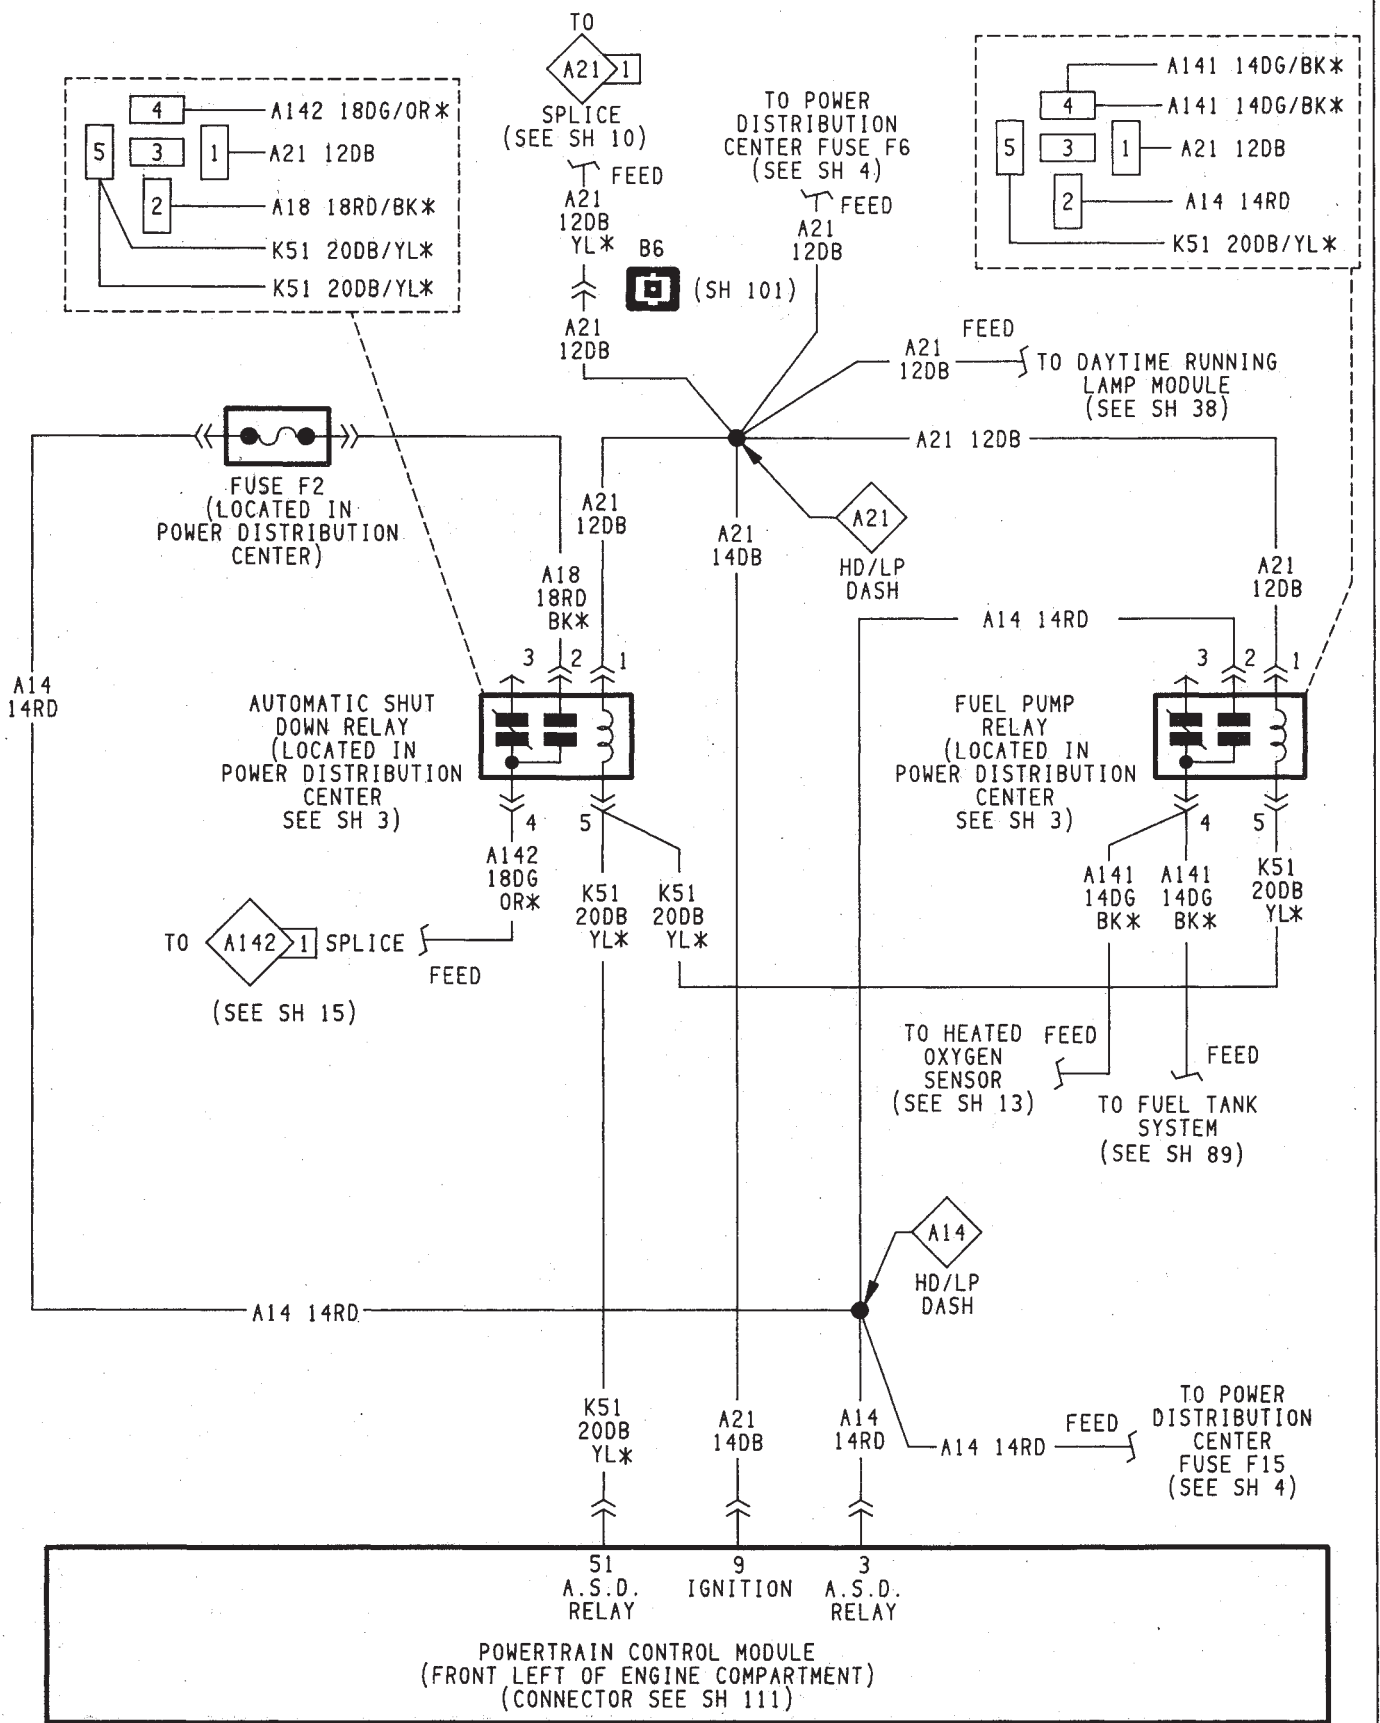 TO
A21 1
SPLICE
(SEE SH 10)
FEED
A21
12DB
YL*
B6
(SH 101)
A21
12DB
TO POWER
DISTRIBUTION
CENTER FUSE F6
(SEE SH 4)
FEED
A21
12DB
4 A142 18DG/OR*
5 3 1 A21 12DB
2 A18 18RD/BK*
K51 20DB/YL*
K51 20DB/YL*
A141 14DG/BK*
4 A141 14DG/BK*
5 3 1 A21 12DB
2 A14 14RD
K51 20DB/YL*
FEED
A21
12DB
TO DAYTIME RUNNING
LAMP MODULE
(SEE SH 38)
A21 12DB
FUSE F2
(LOCATED IN
POWER DISTRIBUTION
CENTER)
A21
12DB
A18
18RD
BK*
A21
14DB
A21
HD/LP
DASH
A21
12DB
A14 14RD
A14
14RD
3 2 1
AUTOMATIC SHUT
DOWN RELAY
(LOCATED IN
POWER DISTRIBUTION
CENTER
SEE SH 3)
4 5
3 2 1
FUEL PUMP
RELAY
(LOCATED IN
POWER DISTRIBUTION
CENTER
SEE SH 3)
4 5
A142
18DG
OR*
K51
20DB
YL*
K51
20DB
YL*
A141
14DG
BK*
A141
14DG
BK*
K51
20DB
YL*
TO A142 1 SPLICE
FEED
(SEE SH 15)
TO HEATED
OXYGEN
SENSOR
(SEE SH 13)
FEED
FEED
TO FUEL TANK
SYSTEM
(SEE SH 89)
A14
HD/LP
DASH
A14 14RD
K51
20DB
YL*
A21
14DB
A14
14RD
A14 14RD
FEED
TO POWER
DISTRIBUTION
CENTER
FUSE F15
(SEE SH 4)
51 9 3
A.S.D. IGNITION A.S.D.
RELAY RELAY
POWERTRAIN CONTROL MODULE
(FRONT LEFT OF ENGINE COMPARTMENT)
(CONNECTOR SEE SH 111)